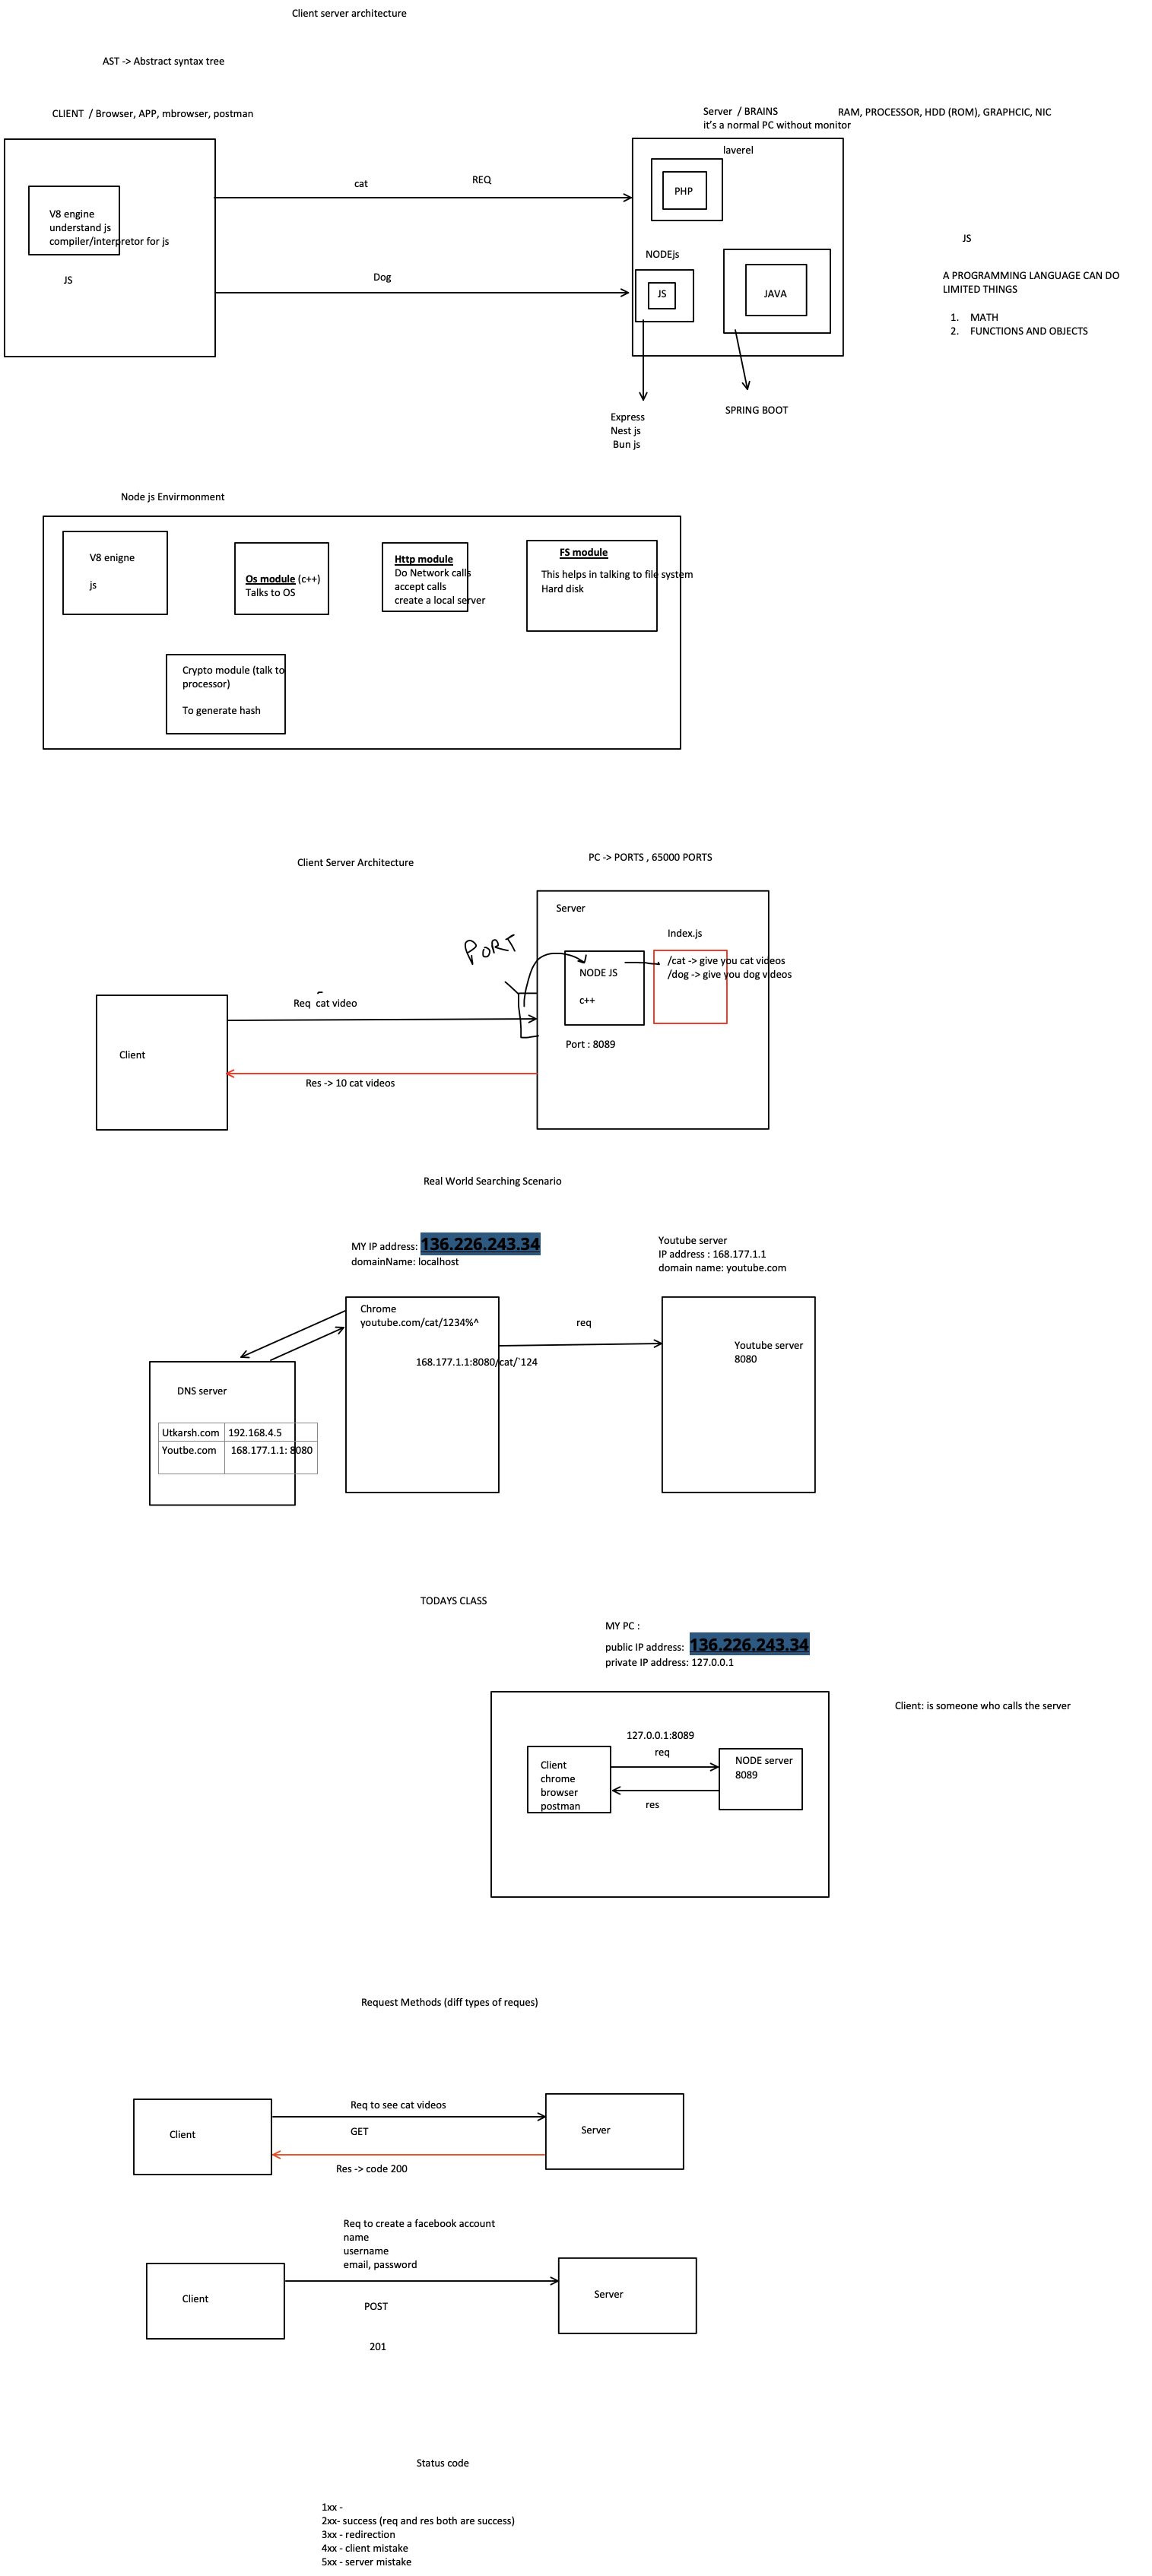 Client server architecture
AST -> Abstract syntax tree
CLIENT / Browser, APP, mbrowser, postman
Server / BRAINS
it's a normal PC without monitor
RAM, PROCESSOR, HDD (ROM), GRAPHCIC, NIC
laverel
PHP
cat
REQ
V8 engine
understand js
compiler/interpretor for js
JS
Dog
NODEjs
JS
JAVA
JS
A PROGRAMMING LANGUAGE CAN DO
LIMITED THINGS
1. MATH
2. FUNCTIONS AND OBJECTS
Express
Nest js
Bun js
SPRING BOOT
Node js Envirmonment
V8 enigne
js
Os module (c++)
Talks to OS
Http module
Do Network calls
accept calls
create a local server
FS module
This helps in talking to file system
Hard disk
Crypto module (talk to
processor)
To generate hash
Client Server Architecture
PC -> PORTS , 65000 PORTS
Server
Index.js
PORT
NODE JS
c++
/cat -> give you cat videos
/dog -> give you dog videos
Req cat video
Port : 8089
Client
Res -> 10 cat videos
Real World Searching Scenario
MY IP address: 136.226.243.34
domainName: localhost
Youtube server
IP address : 168.177.1.1
domain name: youtube.com
Chrome
youtube.com/cat/1234%^
req
168.177.1.1:8080/cat/`124
Youtube server
8080
DNS server
Utkarsh.com 192.168.4.5
Youtbe.com 168.177.1.1: 8080
TODAYS CLASS
MY PC :
public IP address: 136.226.243.34
private IP address: 127.0.0.1
Client: is someone who calls the server
127.0.0.1:8089
req
Client
chrome
browser
postman
NODE server
8089
res
Request Methods (diff types of reques)
Req to see cat videos
Client
GET
Server
Res -> code 200
Req to create a facebook account
name
username
email, password
Client
Server
POST
201
Status code
1xx -
2xx- success (req and res both are success)
3xx - redirection
4xx - client mistake
5xx - server mistake